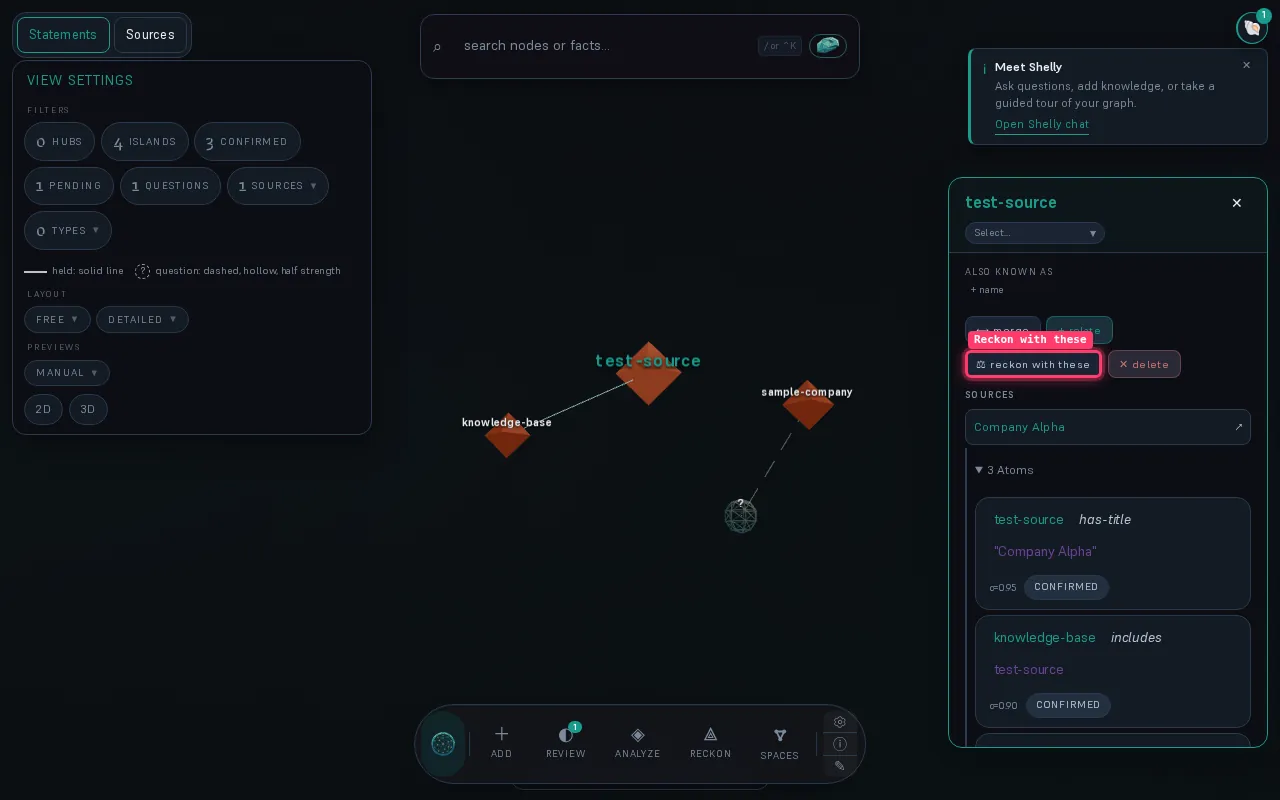 Statements Sources
VIEW SETTINGS
FILTERS
0 HUBS 4 ISLANDS 3 CONFIRMED
1 PENDING 1 QUESTIONS 1 SOURCES ▼
0 TYPES ▼
held: solid line ? question: dashed, hollow, half strength
LAYOUT
FREE ▼ DETAILED ▼
PREVIEWS
MANUAL ▼
2D 3D
search nodes or facts... / or ^K
1
i Meet Shelly ×
Ask questions, add knowledge, or take a
guided tour of your graph.
Open Shelly chat
test-source
knowledge-base
sample-company
?
test-source ×
Select... ▼
ALSO KNOWN AS
+ name
merge + relate
Reckon with these
⚖ reckon with these × delete
SOURCES
Company Alpha ↗
▼ 3 Atoms
test-source has-title
"Company Alpha"
σ=0.95 CONFIRMED
knowledge-base includes
test-source
σ=0.90 CONFIRMED
ADD
1
REVIEW
ANALYZE
RECKON
SPACES